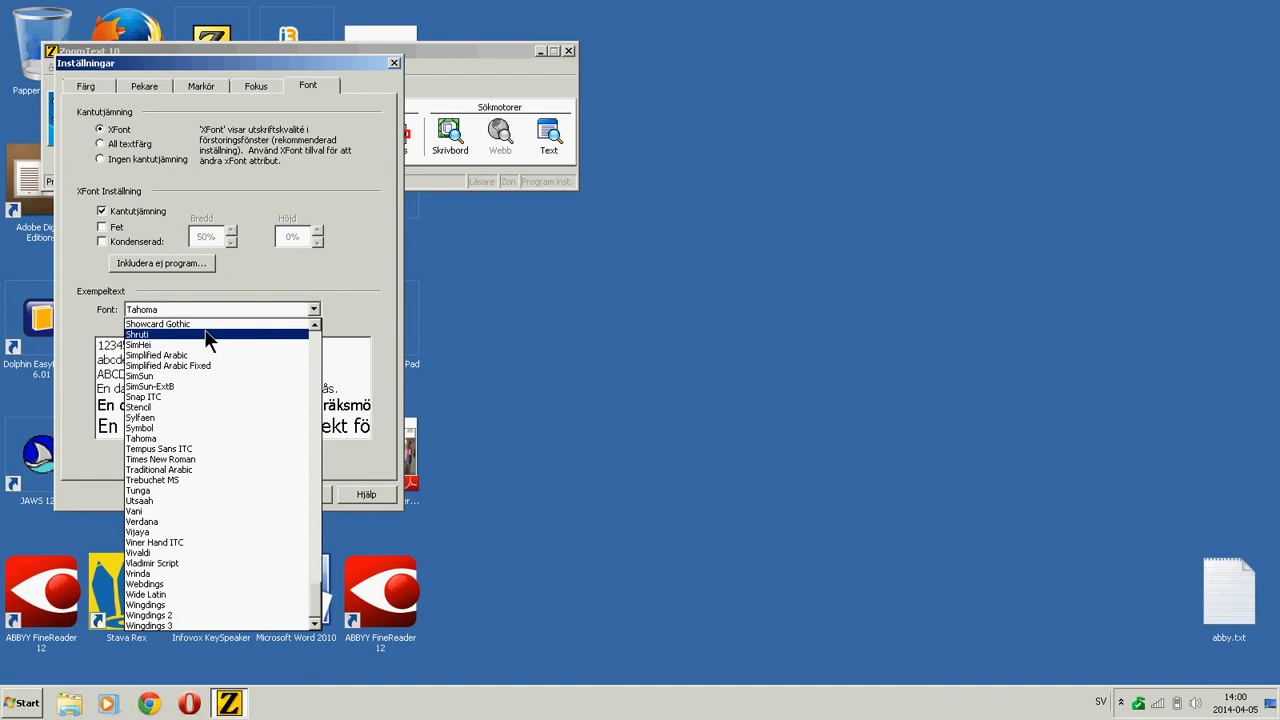 Papper
ZoomText 10
Inställningar
Färg
Pekare
Markör
Fokus
Font
Kantutjämning
XFont
All textfärg
Ingen kantutjämning
'XFont' visar utskriftskvalité i
förstoringsfönster (rekommenderad
inställning). Använd XFont tillval för att
ändra xFont attribut.
XFont Inställning
Kantutjämning
Fet
Kondenserad:
Bredd
50%
Höjd
0%
Inkludera ej program...
Exempeltext
Font:
Tahoma
Showcard Gothic
Shruti
SimHei
Simplified Arabic
Simplified Arabic Fixed
SimSun
SimSun-ExtB
Snap ITC
Stencil
Sylfaen
Symbol
Tahoma
Tempus Sans ITC
Times New Roman
Traditional Arabic
Trebuchet MS
Tunga
Utsaah
Vani
Verdana
Vijaya
Viner Hand ITC
Vivaldi
Vladimir Script
Vrinda
Webdings
Wide Latin
Wingdings
Wingdings 2
Wingdings 3
Hjälp
Sökmotorer
Skrivbord
Webb
Text
Läsare
Zon
Program inst.
Adobe Dig
Editions
Dolphin Easy
6.01
Pad
JAWS 12
ABBYY FineReader
12
Stava Rex
Infovox KeySpeaker
Microsoft Word 2010
ABBYY FineReader
12
abby.txt
Start
SV
14:00
2014-04-05